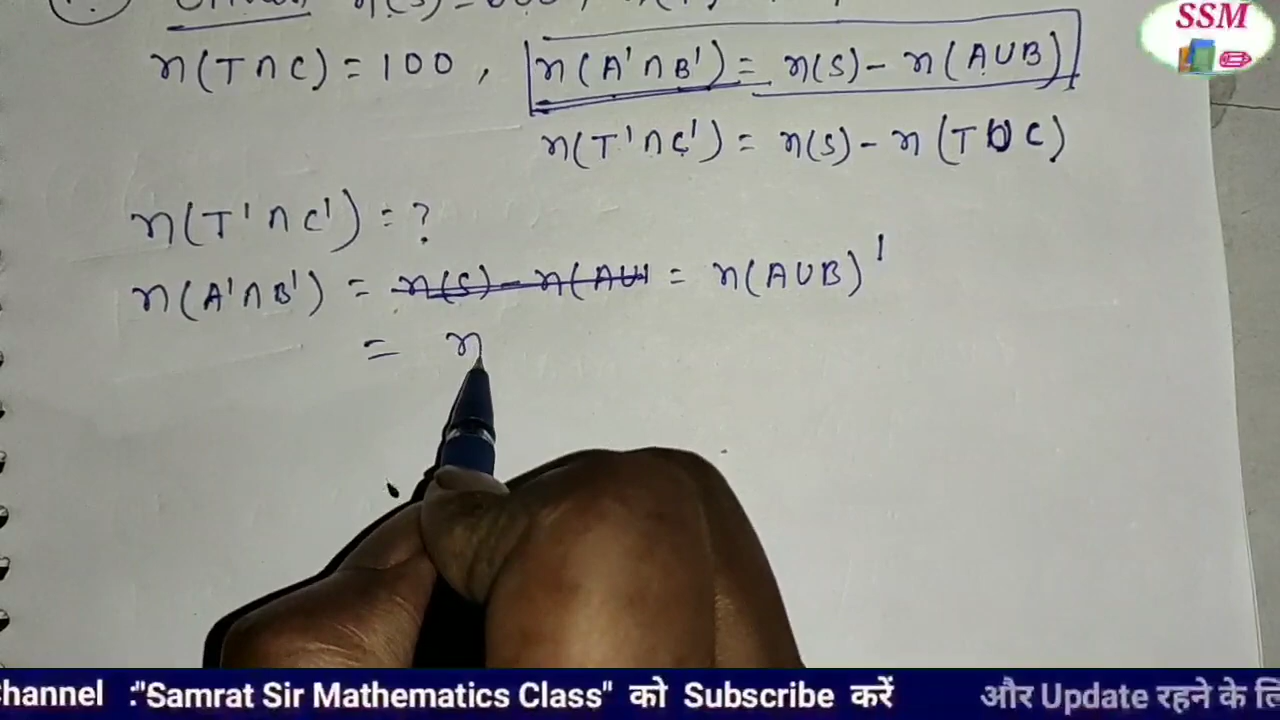 SSM
n(T∩C) = 100 , n(A'∩B') = n(S) - n(A∪B)
n(T'∩C') = n(S) - n(T∪C)
n(T'∩C') = ?
n(A'∩B') = n(S) - n(A∪ = n(A∪B)'
= n
Channel :"Samrat Sir Mathematics Class" को Subscribe करें और Update रहने के